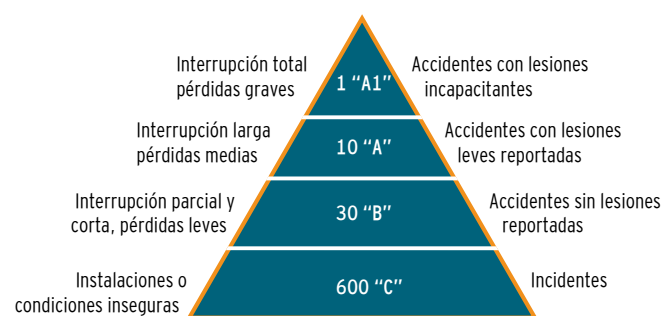 Interrupción total
pérdidas graves
1 “A1”
Accidentes con lesiones
incapacitantes
Interrupción larga
pérdidas medias
10 “A”
Accidentes con lesiones
leves reportadas
Interrupción parcial y
corta, pérdidas leves
30 “B”
Accidentes sin lesiones
reportadas
Instalaciones o
condiciones inseguras
600 “C”
Incidentes